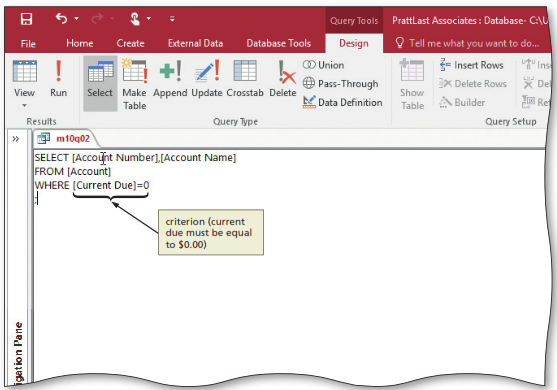 Query Tools
PrattLast Associates : Database- C:\U
File
Home
Create
External Data
Database Tools
Design
Tell me what you want to do...
View
Run
Select
Make Table
Append
Update
Crosstab
Delete
Union
Pass-Through
Data Definition
Show Table
Insert Rows
Delete Rows
Builder
Ins
Del
Ret
Results
Query Type
Query Setup
m10q02
SELECT [Account Number],[Account Name]
FROM [Account]
WHERE [Current Due]=0
;
criterion (current
due must be equal
to $0.00)
igation Pane